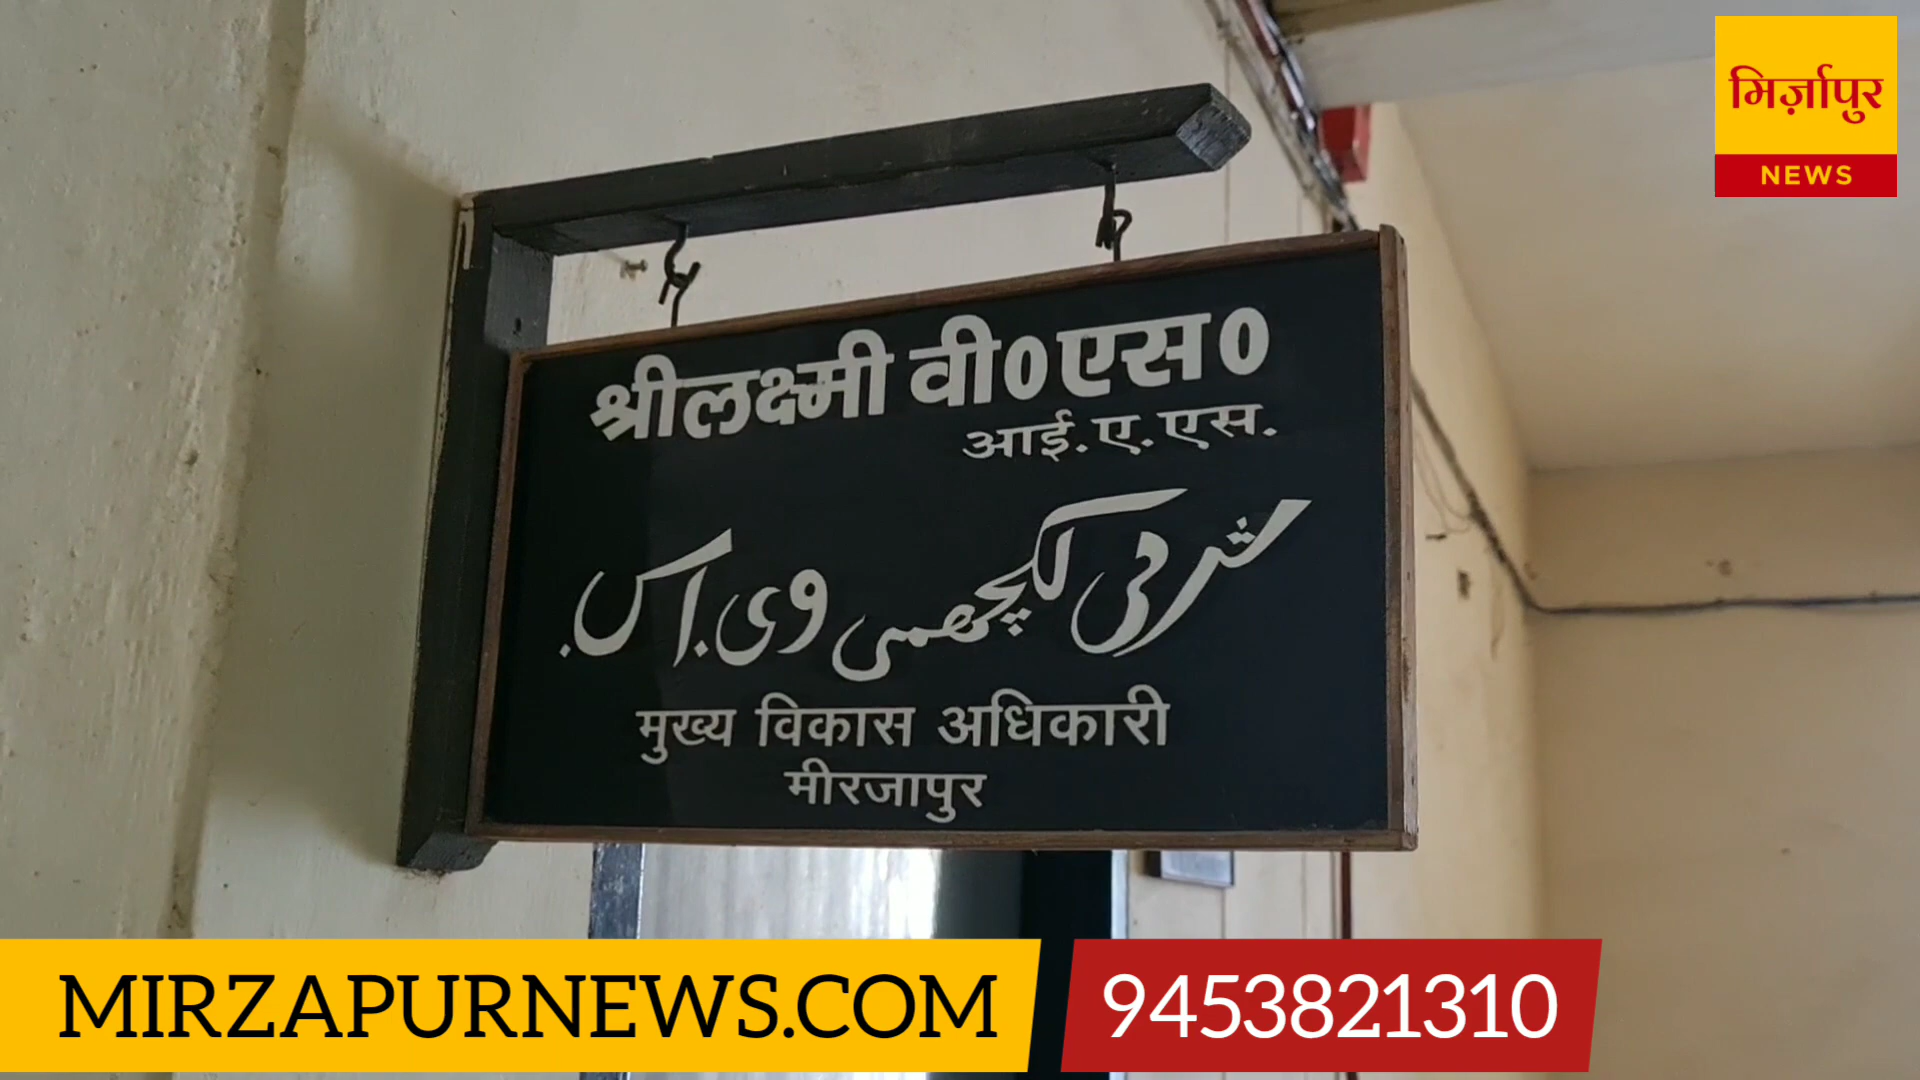 मिर्ज़ापुर
NEWS
श्रीलक्ष्मी वी०एस०
आई.ए.एस.
شری لکچھمی وی.اس.
मुख्य विकास अधिकारी
मीरजापुर
MIRZAPURNEWS.COM
9453821310